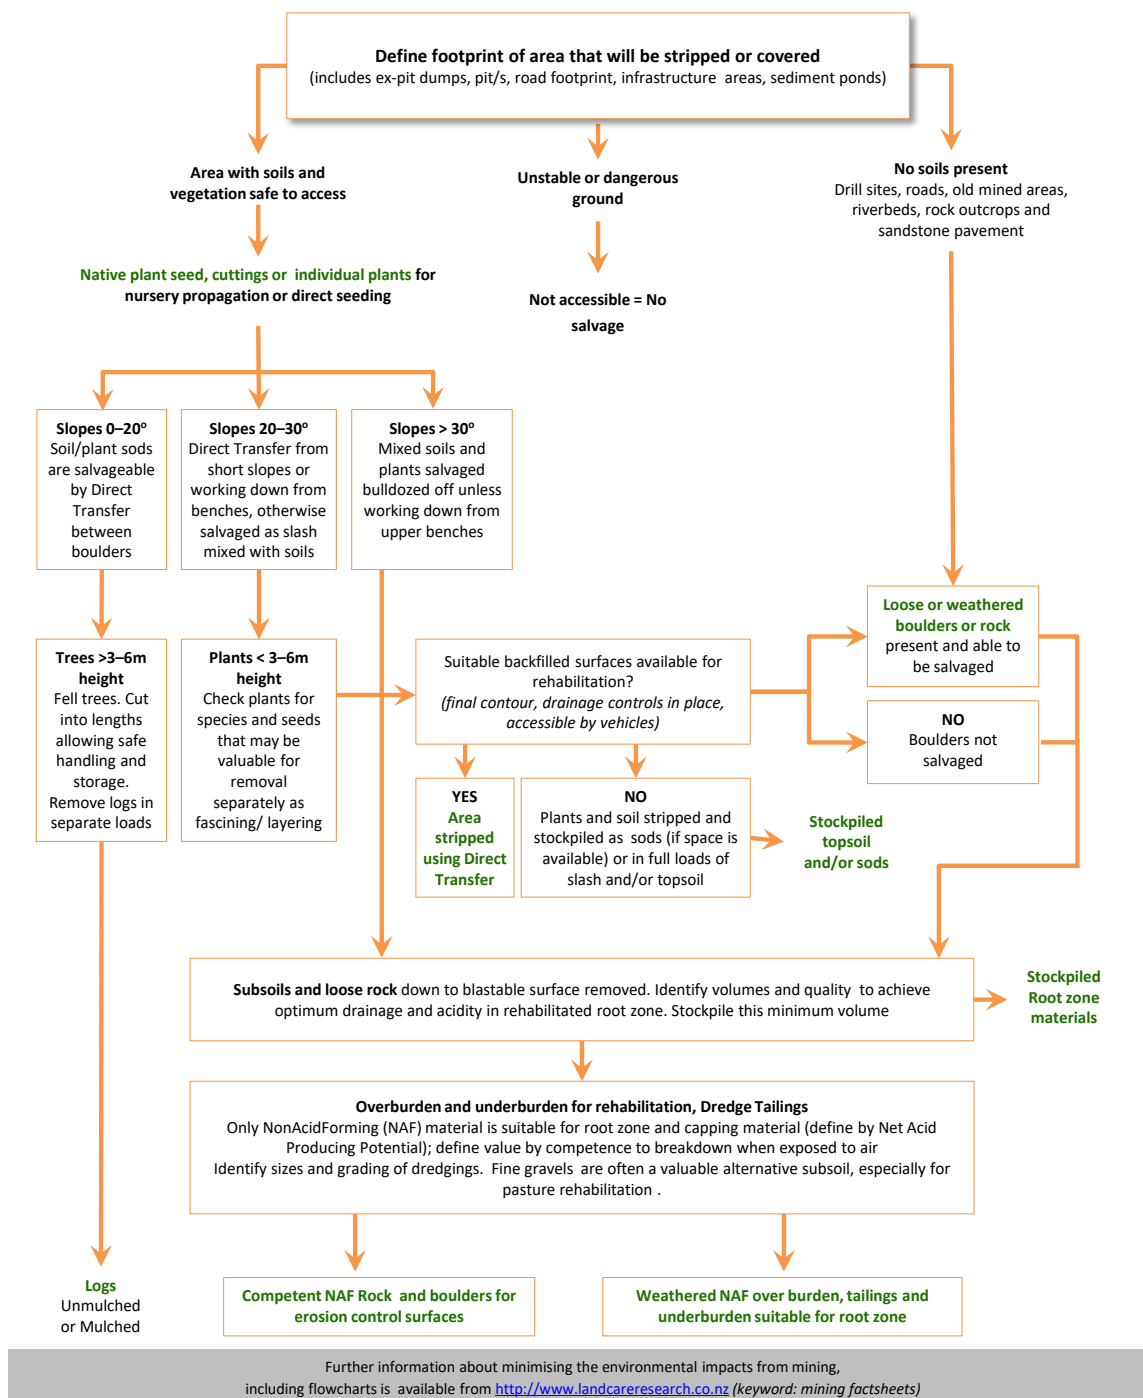 Define footprint of area that will be stripped or covered
(includes ex-pit dumps, pit/s, road footprint, infrastructure areas, sediment ponds)
Area with soils and
vegetation safe to access
Unstable or dangerous
ground
No soils present
Drill sites, roads, old mined areas,
riverbeds, rock outcrops and
sandstone pavement
Native plant seed, cuttings or individual plants for
nursery propagation or direct seeding
Not accessible = No
salvage
Slopes 0–20°
Soil/plant sods
are salvageable
by Direct
Transfer
between
boulders
Slopes 20–30°
Direct Transfer from
short slopes or
working down from
benches, otherwise
salvaged as slash
mixed with soils
Slopes > 30°
Mixed soils and
plants salvaged
bulldozed off unless
working down from
upper benches
Trees >3–6m
height
Fell trees. Cut
into lengths
allowing safe
handling and
storage.
Remove logs in
separate loads
Plants < 3–6m
height
Check plants for
species and seeds
that may be
valuable for
removal
separately as
fascining/ layering
Suitable backfilled surfaces available for
rehabilitation?
(final contour, drainage controls in place,
accessible by vehicles)
Loose or weathered
boulders or rock
present and able to
be salvaged
NO
Boulders not
salvaged
YES
Area
stripped
using Direct
Transfer
NO
Plants and soil stripped and
stockpiled as sods (if space is
available) or in full loads of
slash and/or topsoil
Stockpiled
topsoil
and/or sods
Subsoils and loose rock down to blastable surface removed. Identify volumes and quality to achieve
optimum drainage and acidity in rehabilitated root zone. Stockpile this minimum volume
Stockpiled
Root zone
materials
Overburden and underburden for rehabilitation, Dredge Tailings
Only NonAcidForming (NAF) material is suitable for root zone and capping material (define by Net Acid
Producing Potential); define value by competence to breakdown when exposed to air
Identify sizes and grading of dredgings. Fine gravels are often a valuable alternative subsoil, especially for
pasture rehabilitation .
Logs
Unmulched
or Mulched
Competent NAF Rock and boulders for
erosion control surfaces
Weathered NAF over burden, tailings and
underburden suitable for root zone
Further information about minimising the environmental impacts from mining,
including flowcharts is available from http://www.landcareresearch.co.nz (keyword: mining factsheets)